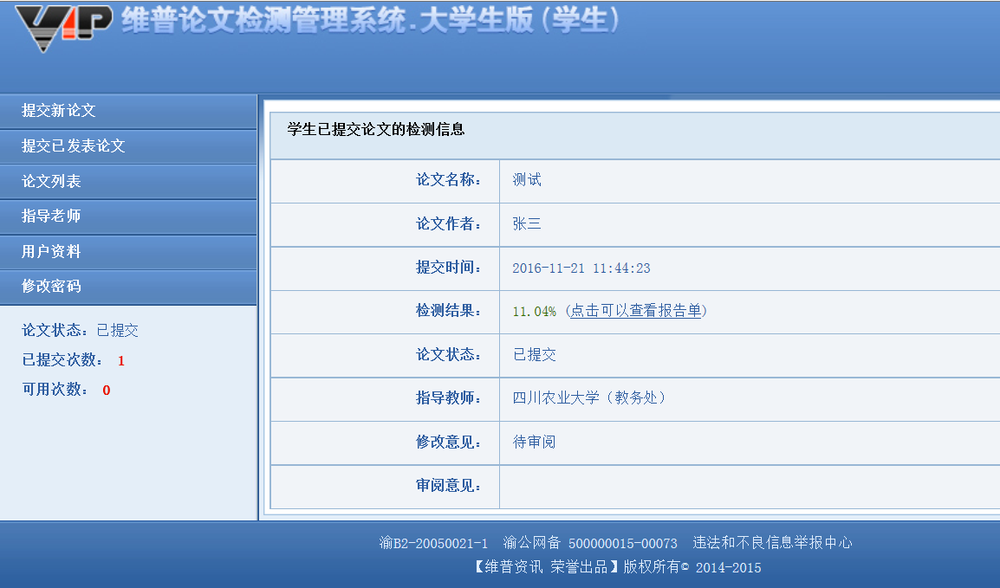 VIP 维普论文检测管理系统.大学生版(学生)
提交新论文
提交已发表论文
论文列表
指导老师
用户资料
修改密码
论文状态：已提交
已提交次数： 1
可用次数： 0
学生已提交论文的检测信息
论文名称： 测试
论文作者： 张三
提交时间： 2016-11-21 11:44:23
检测结果： 11.04% (点击可以查看报告单)
论文状态： 已提交
指导教师： 四川农业大学（教务处）
修改意见： 待审阅
审阅意见：
渝B2-20050021-1 渝公网备 500000015-00073 违法和不良信息举报中心
【维普资讯 荣誉出品】版权所有© 2014-2015